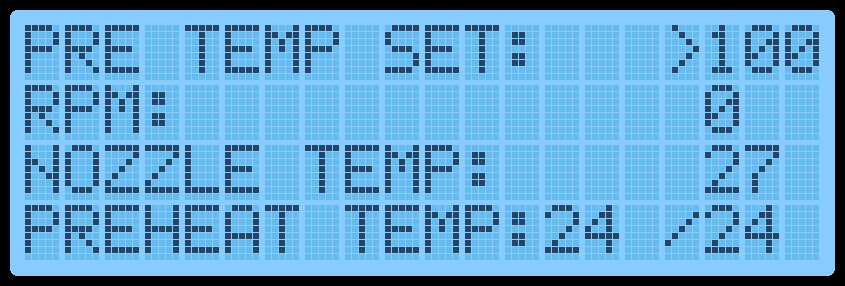 PRE TEMP SET:   >100
RPM:             0
NOZZLE TEMP:     27
PREHEAT TEMP:24 /24